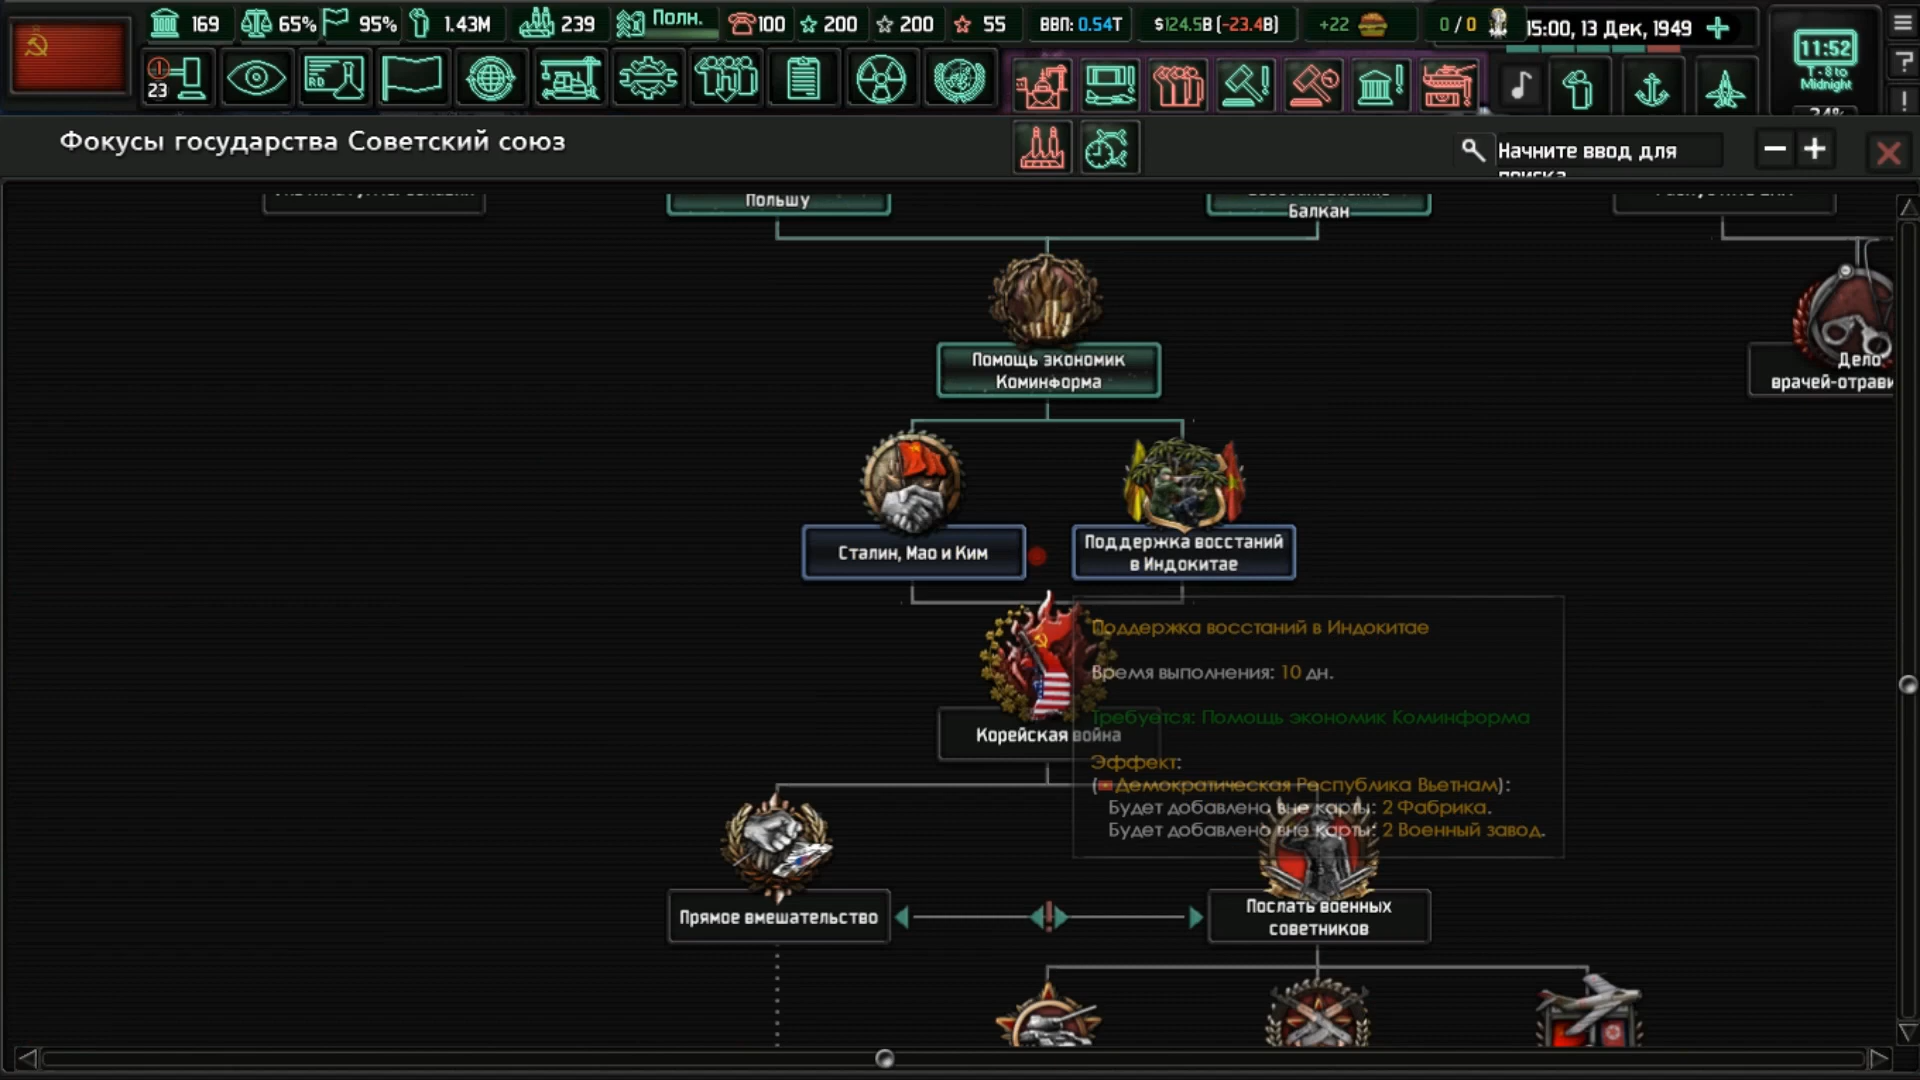 169
65%
95%
1.43M
239
Полн.
100
200
200
55
ВВП: 0.54T
$124.5B (-23.4B)
+22
0 / 0
15:00, 13 Дек, 1949
11:52
T - 8 to
Midnight
23
RD
Фокусы государства Советский союз
Начните ввод для
поиска
Польшу
Балкан
Помощь экономик
Коминформа
Дело
врачей-отрави
Сталин, Мао и Ким
Поддержка восстаний
в Индокитае
Поддержка восстаний в Индокитае
Время выполнения: 10 дн.
Требуется: Помощь экономик Коминформа
Корейская война
Эффект:
(Демократическая Республика Вьетнам):
Будет добавлено вне карты: 2 Фабрика.
Будет добавлено вне карты: 2 Военный завод.
Прямое вмешательство
Послать военных
советников